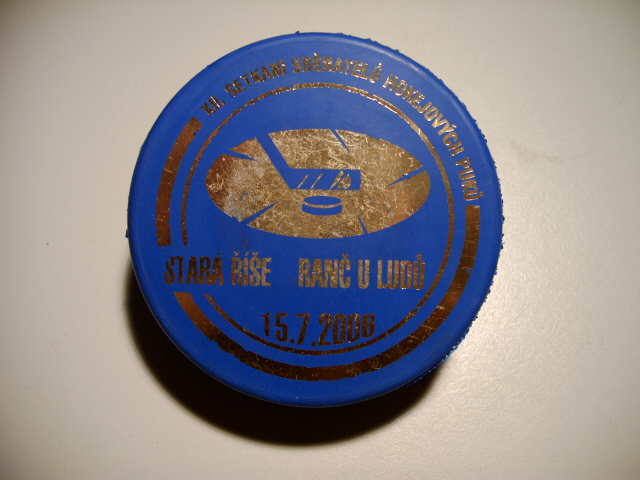 XII. SETKÁNÍ SBĚRATELŮ HOKEJOVÝCH PUKŮ
STARÁ ŘÍŠE RANČ U LUDŮ
15.7.2006